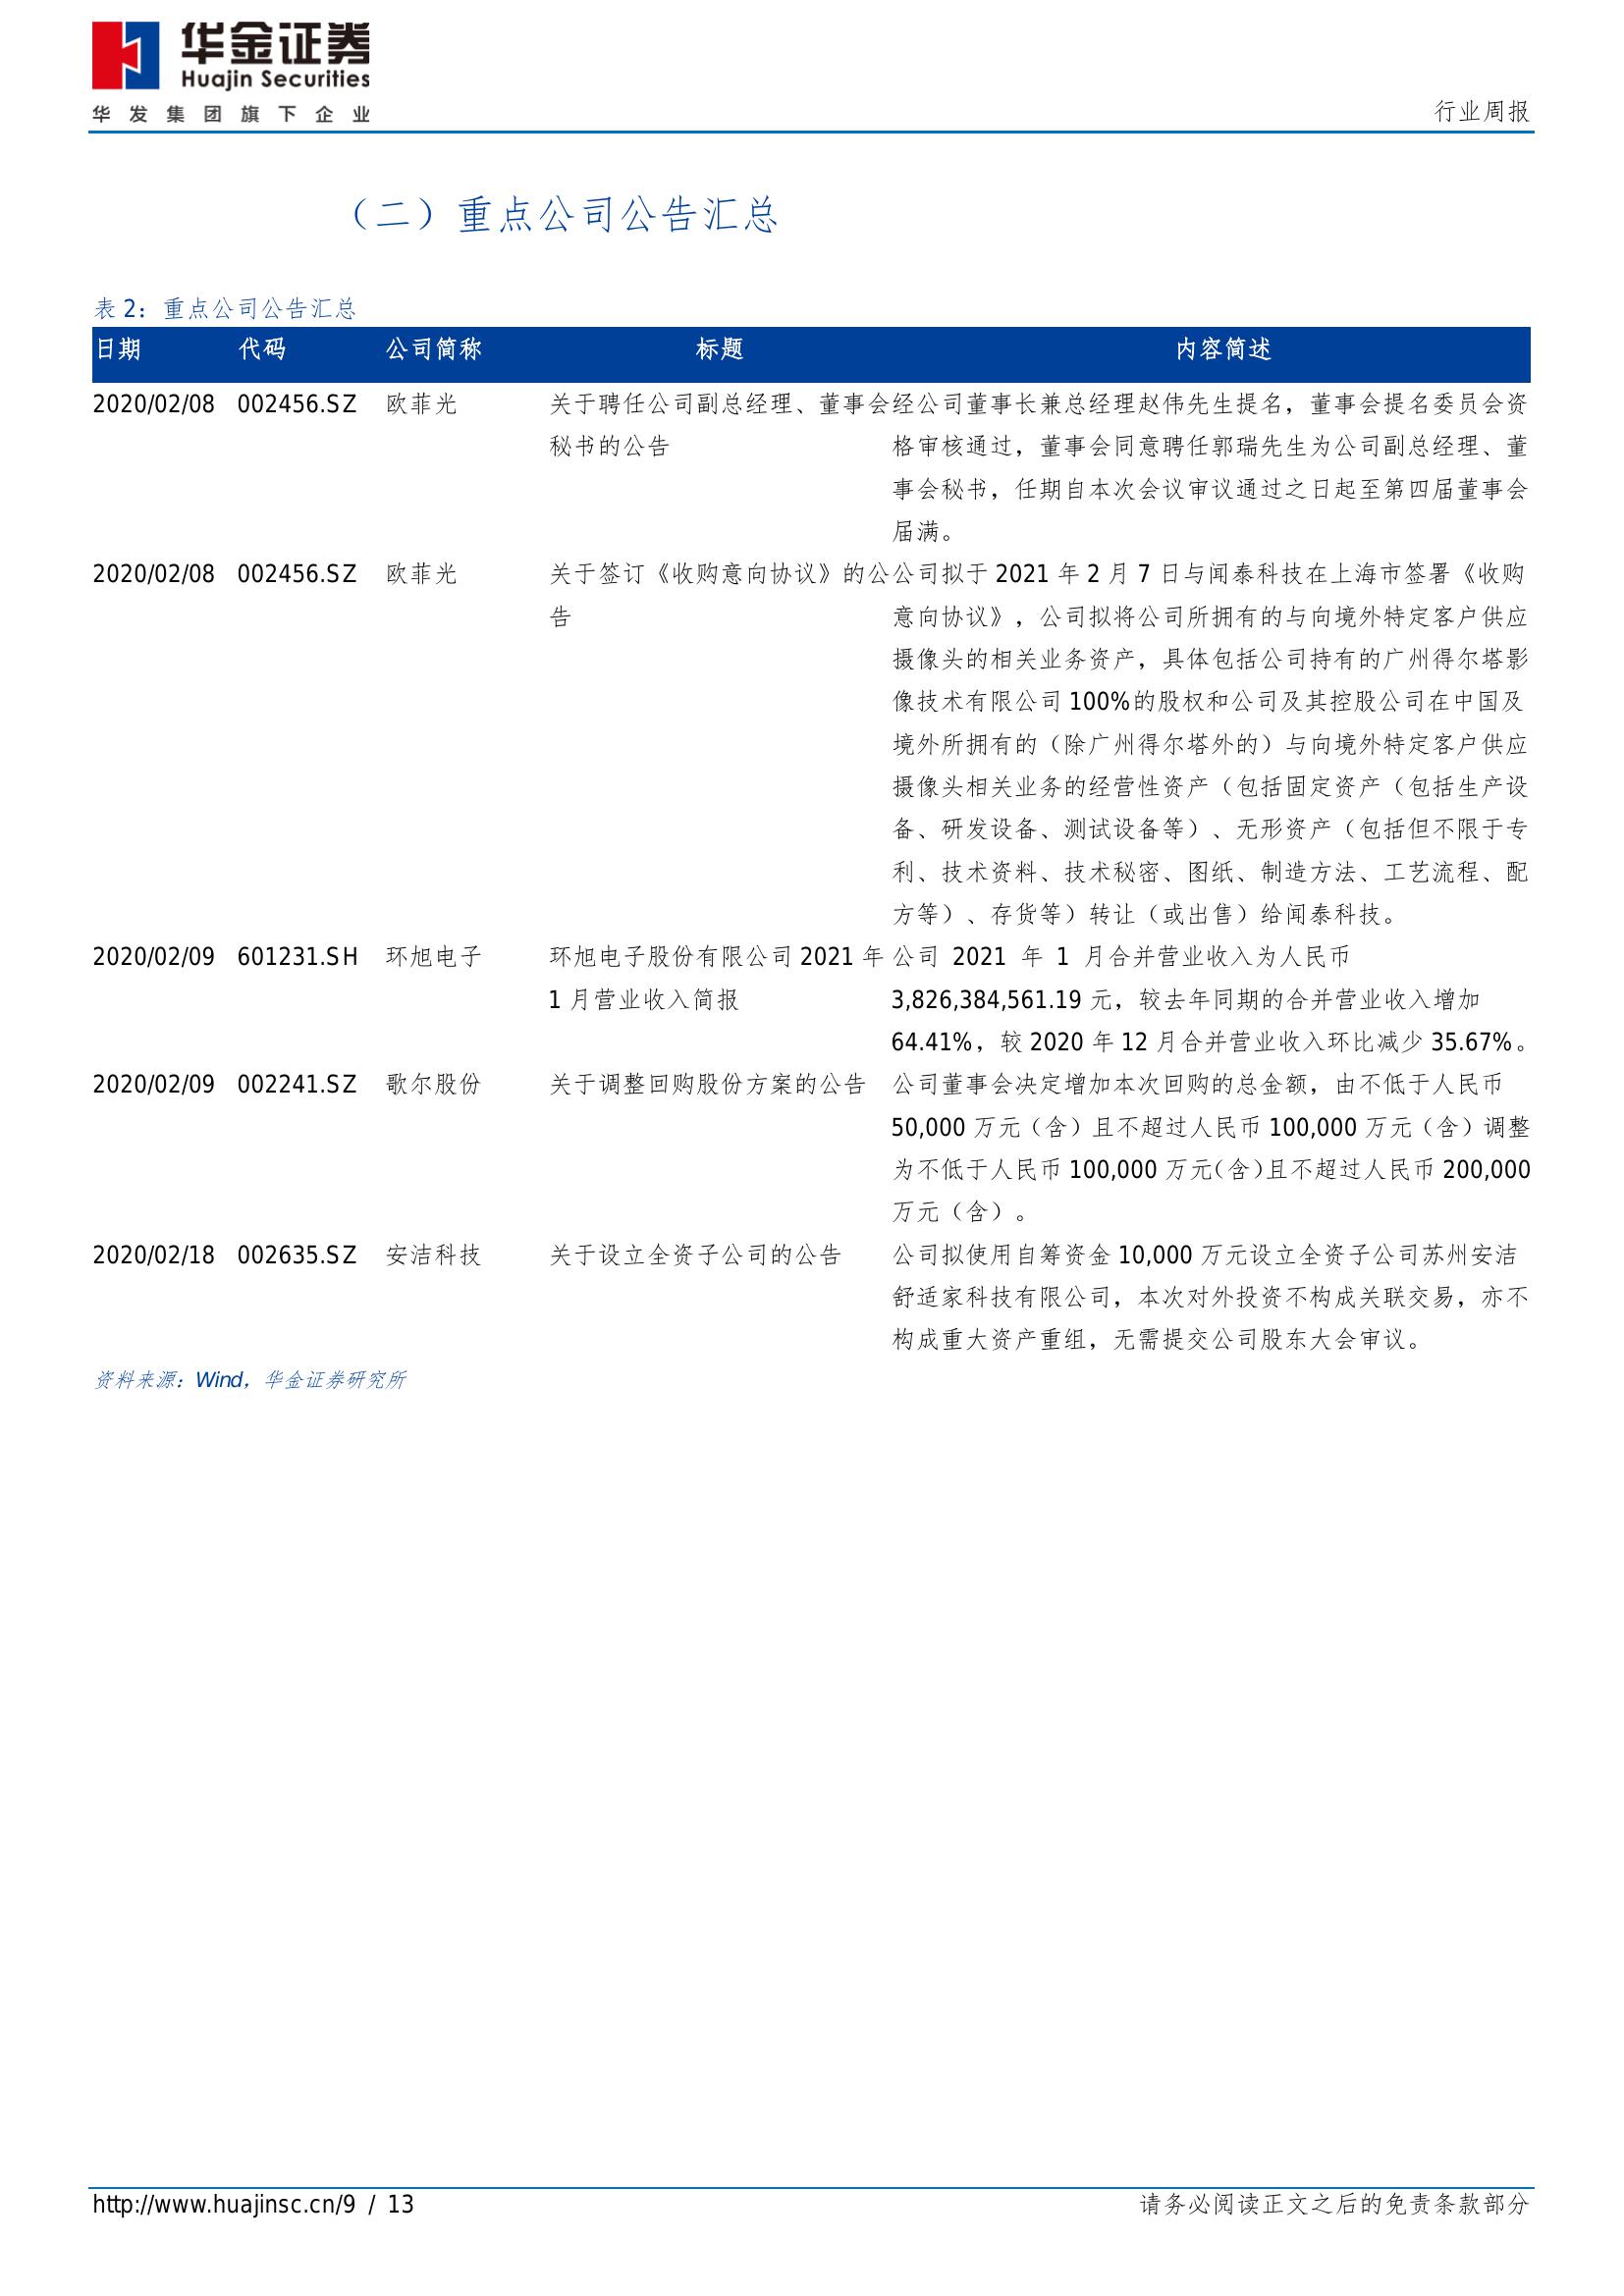 华金证券
Huajin Securities
华发集团旗下企业
行业周报
（二）重点公司公告汇总
表 2：重点公司公告汇总
日期 代码 公司简称 标题 内容简述
2020/02/08 002456.SZ 欧菲光 关于聘任公司副总经理、董事会经公司董事长兼总经理赵伟先生提名，董事会提名委员会资
秘书的公告 格审核通过，董事会同意聘任郭瑞先生为公司副总经理、董
事会秘书，任期自本次会议审议通过之日起至第四届董事会
届满。
2020/02/08 002456.SZ 欧菲光 关于签订《收购意向协议》的公公司拟于 2021 年 2 月 7 日与闻泰科技在上海市签署《收购
告 意向协议》，公司拟将公司所拥有的与向境外特定客户供应
摄像头的相关业务资产，具体包括公司持有的广州得尔塔影
像技术有限公司 100%的股权和公司及其控股公司在中国及
境外所拥有的（除广州得尔塔外的）与向境外特定客户供应
摄像头相关业务的经营性资产（包括固定资产（包括生产设
备、研发设备、测试设备等）、无形资产（包括但不限于专
利、技术资料、技术秘密、图纸、制造方法、工艺流程、配
方等）、存货等）转让（或出售）给闻泰科技。
2020/02/09 601231.SH 环旭电子 环旭电子股份有限公司 2021 年 公司 2021 年 1 月合并营业收入为人民币
1 月营业收入简报 3,826,384,561.19 元，较去年同期的合并营业收入增加
64.41%，较 2020 年 12 月合并营业收入环比减少 35.67%。
2020/02/09 002241.SZ 歌尔股份 关于调整回购股份方案的公告 公司董事会决定增加本次回购的总金额，由不低于人民币
50,000 万元（含）且不超过人民币 100,000 万元（含）调整
为不低于人民币 100,000 万元（含）且不超过人民币 200,000
万元（含）。
2020/02/18 002635.SZ 安洁科技 关于设立全资子公司的公告 公司拟使用自筹资金 10,000 万元设立全资子公司苏州安洁
舒适家科技有限公司，本次对外投资不构成关联交易，亦不
构成重大资产重组，无需提交公司股东大会审议。
资料来源：Wind，华金证券研究所
http://www.huajinsc.cn/9 / 13 请务必阅读正文之后的免责条款部分